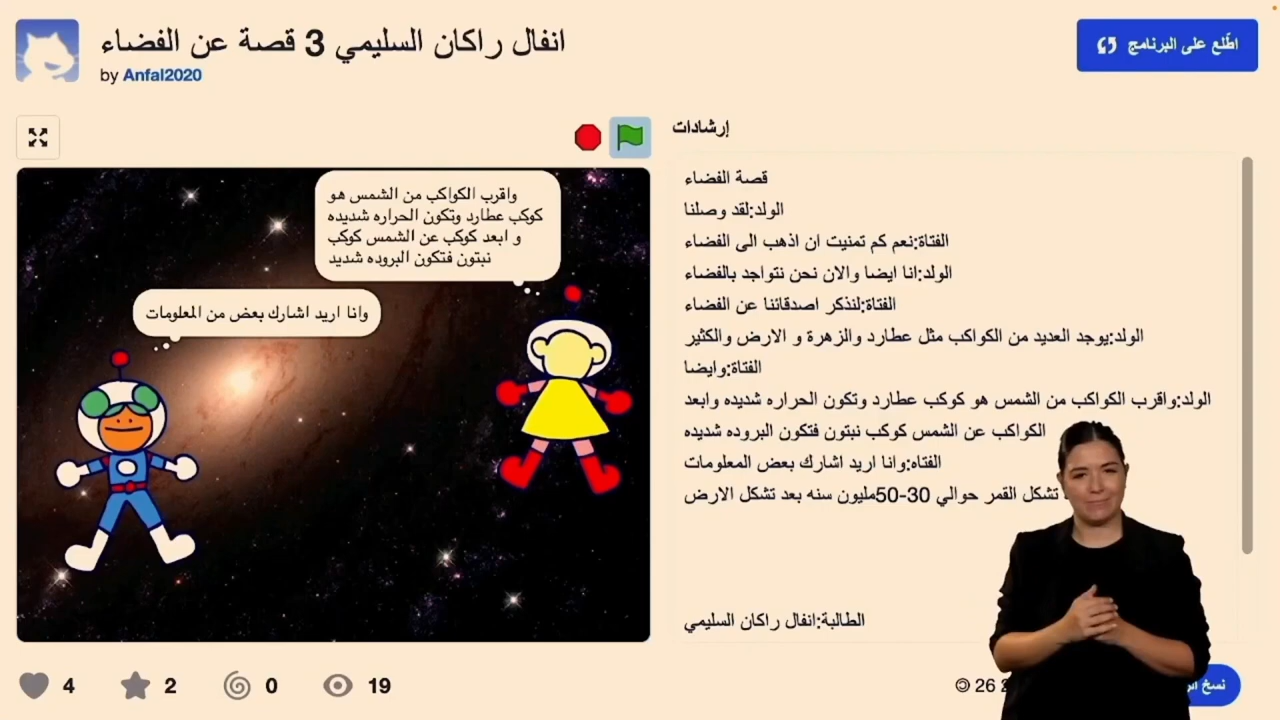 انفال راكان السليمي 3 قصة عن الفضاء
by Anfal2020
اطّلع على البرنامج
إرشادات
واقرب الكواكب من الشمس هو
كوكب عطارد وتكون الحراره شديده
و ابعد كوكب عن الشمس كوكب
نبتون فتكون البروده شديد
وانا اريد اشارك بعض من المعلومات
قصة الفضاء
الولد:لقد وصلنا
الفتاة:نعم كم تمنيت ان اذهب الى الفضاء
الولد:انا ايضا والان نحن نتواجد بالفضاء
الفتاة:لنذكر اصدقائنا عن الفضاء
الولد:يوجد العديد من الكواكب مثل عطارد والزهرة و الارض والكثير
الفتاة:وايضا
الولد:واقرب الكواكب من الشمس هو كوكب عطارد وتكون الحراره شديده وابعد
الكواكب عن الشمس كوكب نبتون فتكون البروده شديده
الفتاه:وانا اريد اشارك بعض المعلومات
تشكل القمر حوالي 30-50مليون سنه بعد تشكل الارض
الطالبة:انفال راكان السليمي
4 2 0 19
© 26
نسخ